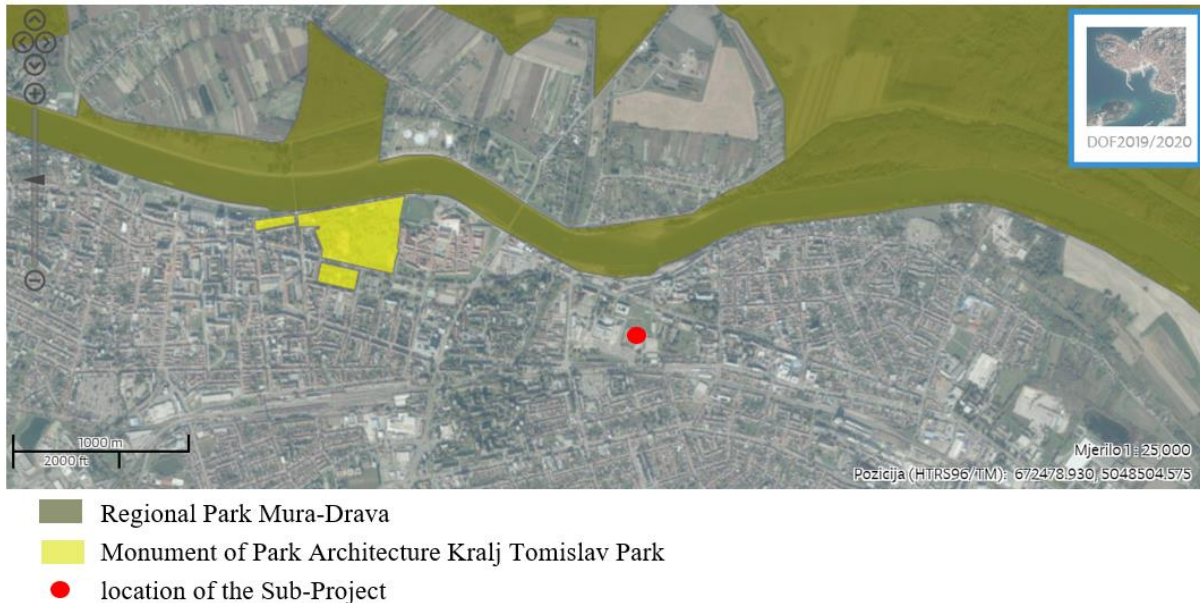 DOF2019/2020
1000 m
2000 ft
Mjerilo 1 : 25,000
Pozicija (HTRS96/TM): 672478.930, 5048504.575
Regional Park Mura-Drava
Monument of Park Architecture Kralj Tomislav Park
location of the Sub-Project